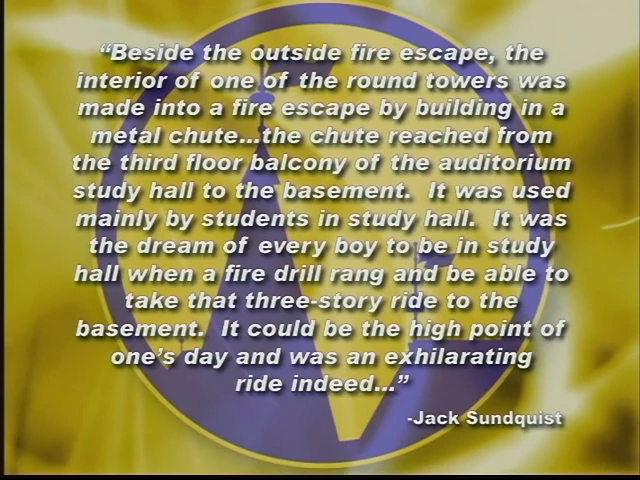 “Beside the outside fire escape, the
interior of one of the round towers was
made into a fire escape by building in a
metal chute...the chute reached from
the third floor balcony of the auditorium
study hall to the basement.  It was used
mainly by students in study hall.  It was
the dream of every boy to be in study
hall when a fire drill rang and be able to
take that three-story ride to the
basement.  It could be the high point of
one’s day and was an exhilarating
ride indeed...”
-Jack Sundquist